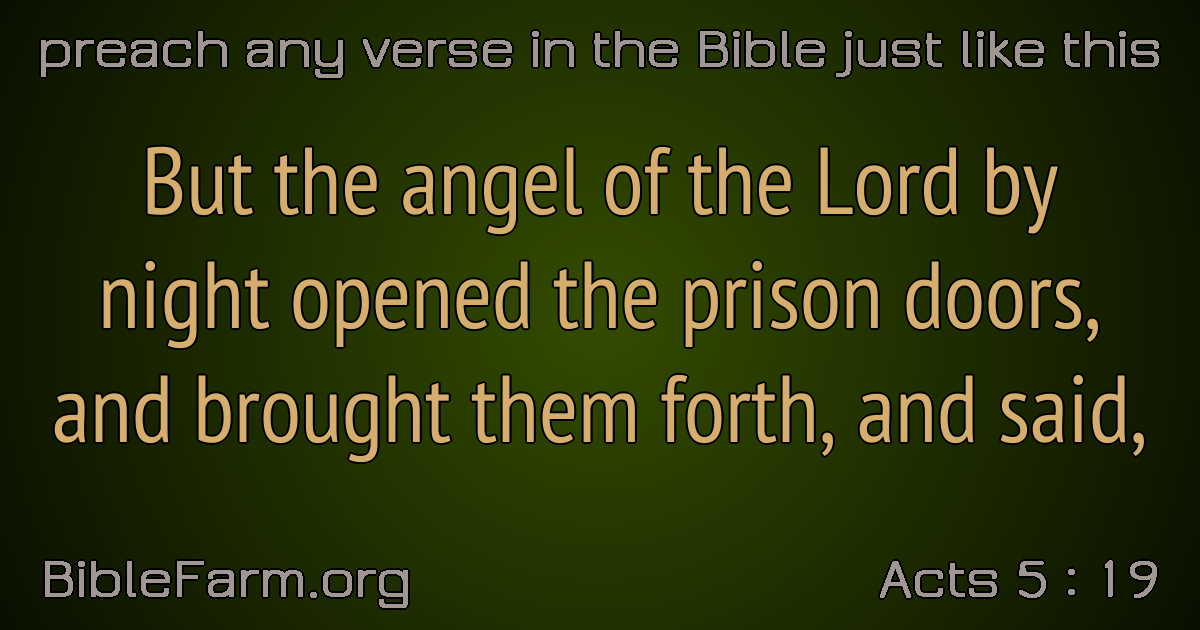 preach any verse in the Bible just like this
But the angel of the Lord by
night opened the prison doors,
and brought them forth, and said,
BibleFarm.org
Acts 5 : 19